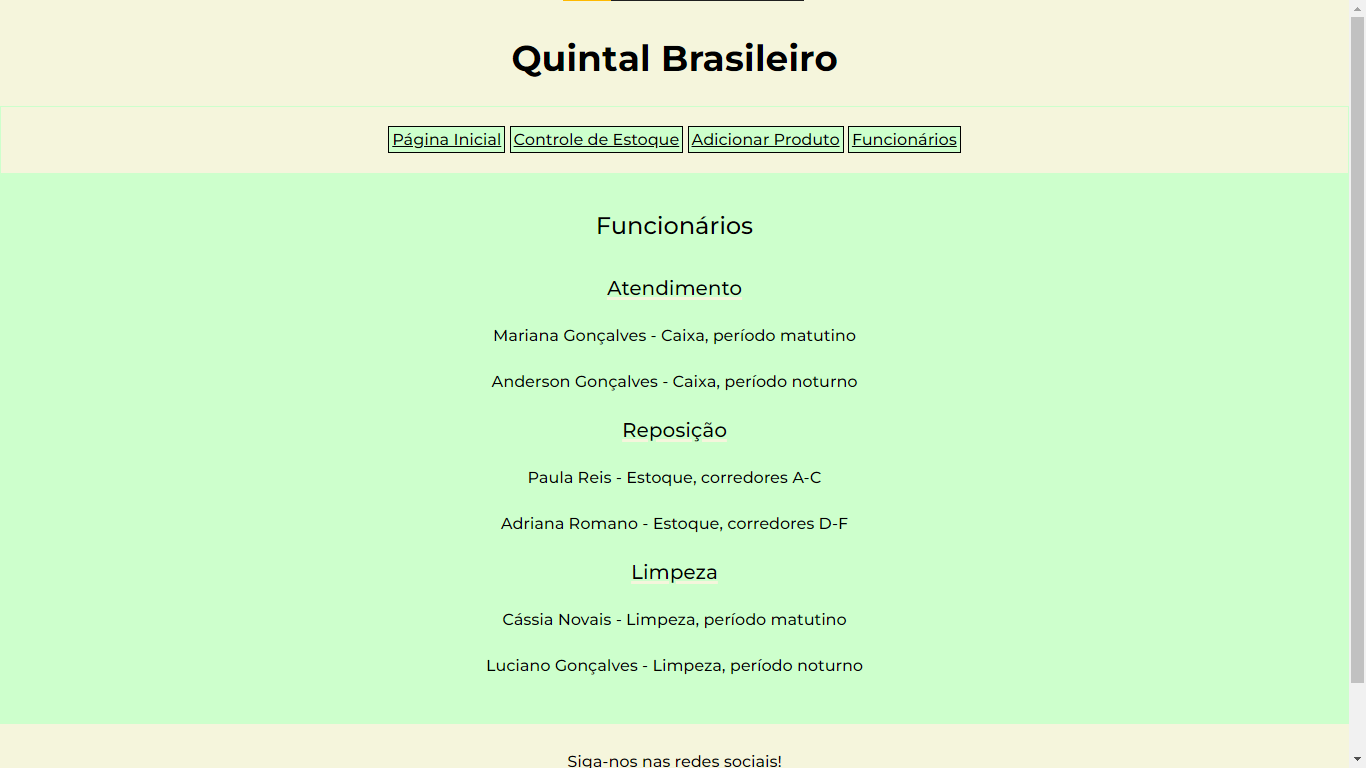 Quintal Brasileiro
Página Inicial Controle de Estoque Adicionar Produto Funcionários
Funcionários
Atendimento
Mariana Gonçalves - Caixa, período matutino
Anderson Gonçalves - Caixa, período noturno
Reposição
Paula Reis - Estoque, corredores A-C
Adriana Romano - Estoque, corredores D-F
Limpeza
Cássia Novais - Limpeza, período matutino
Luciano Gonçalves - Limpeza, período noturno
Siga-nos nas redes sociais!